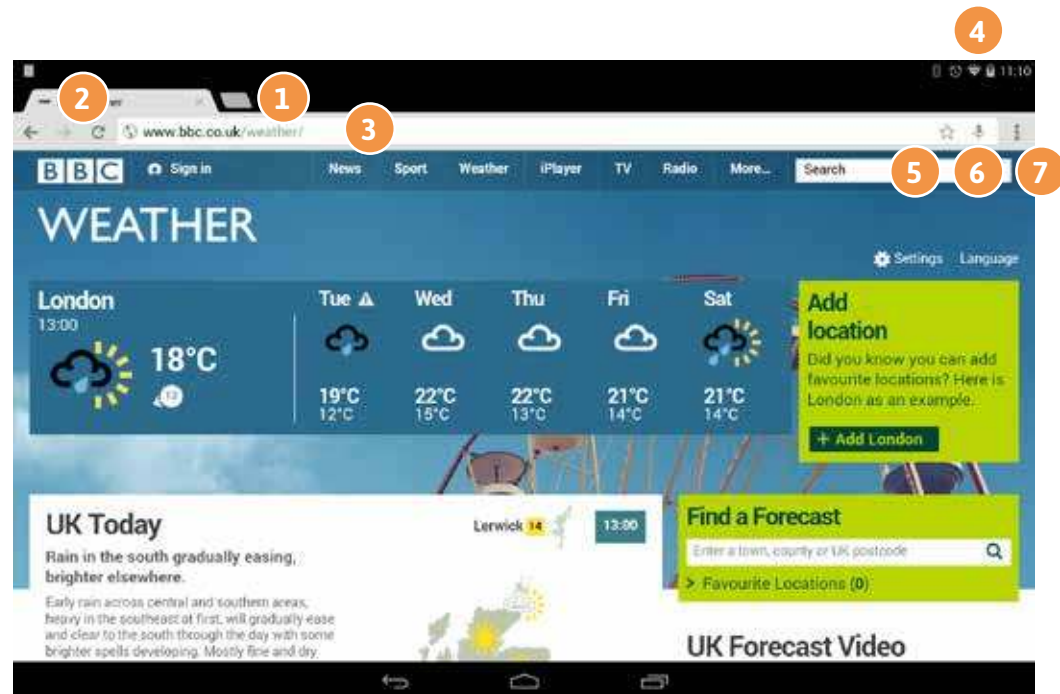 4
11:10
2
1
www.bbc.co.uk/weather/
3
BBC Sign in News Sport Weather iPlayer TV Radio More... Search
5 6 7
WEATHER
Settings Language
London
13:00
18°C
13
Tue Wed Thu Fri Sat
19°C 22°C 22°C 21°C 21°C
12°C 15°C 13°C 14°C 14°C
Add
location
Did you know you can add
favourite locations? Here is
London as an example.
+ Add London
UK Today
Lerwick 14
13:00
Rain in the south gradually easing,
brighter elsewhere.
Early rain across central and southern areas,
heavy in the southeast at first, will gradually ease
and clear to the south through the day with some
brighter spells developing. Mostly fine and dry
Find a Forecast
Enter a town, county or UK postcode
> Favourite Locations (0)
UK Forecast Video